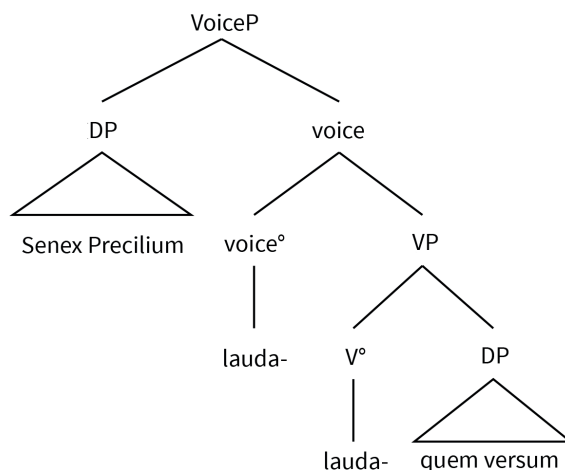 VoiceP
DP voice
Senex Precilium voice° VP
lauda- V° DP
lauda- quem versum